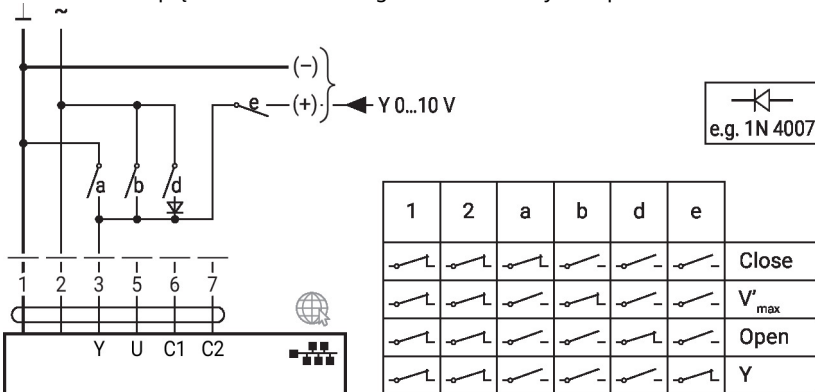 ⊥ ~
(−)
e (+) Y 0...10 V
e.g. 1N 4007
a b d
1 2 a b d e
Close
V'max
Open
Y
1 2 3 5 6 7
Y U C1 C2